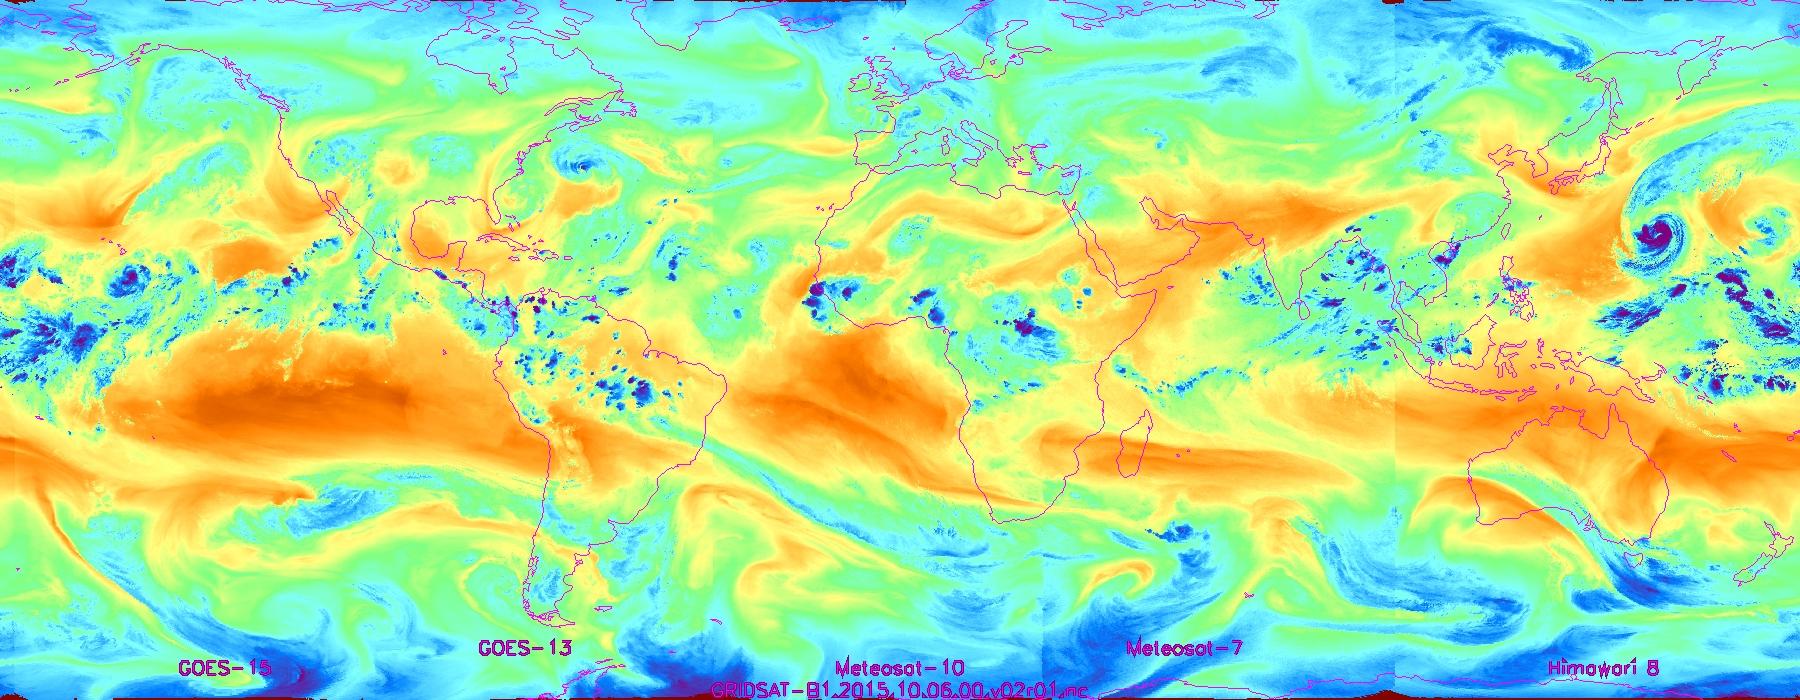 GOES-13
Meteosat-7
GOES-15
Meteosat-10
Himawari 8
GRIDSAT-B1.2015.10.06.00.v02r01.nc